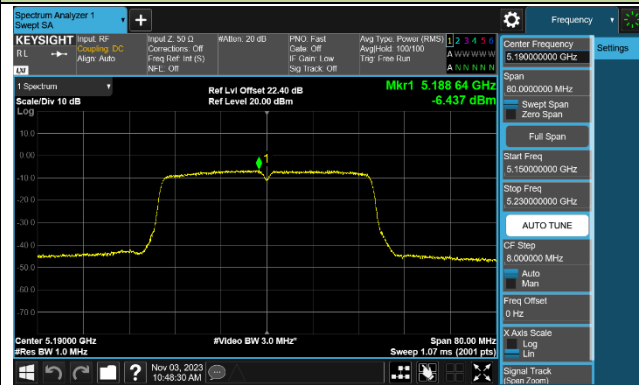 Spectrum Analyzer 1
Swept SA
Frequency
KEYSIGHT
RL
LXI
Input: RF
Coupling: DC
Align: Auto
Input Z: 50 Ω
Corrections: Off
Freq Ref: Int (S)
NFE: Off
#Atten: 20 dB
PNO: Fast
Gate: Off
IF Gain: Low
Sig Track: Off
Avg Type: Power (RMS)
Avg|Hold: 100/100
Trig: Free Run
1 2 3 4 5 6
A W W W W W
A N N N N N
Center Frequency
5.190000000 GHz
Settings
Span
80.0000000 MHz
Swept Span
Zero Span
Full Span
Start Freq
5.150000000 GHz
Stop Freq
5.230000000 GHz
AUTO TUNE
CF Step
8.000000 MHz
Auto
Man
Freq Offset
0 Hz
X Axis Scale
Log
Lin
Signal Track
(Span Zoom)
1 Spectrum
Scale/Div 10 dB
Log
Ref Lvl Offset 22.40 dB
Ref Level 20.00 dBm
Mkr1 5.188 64 GHz
-6.437 dBm
10.0
0.00
-10.0
-20.0
-30.0
-40.0
-50.0
-60.0
-70.0
1
Center 5.19000 GHz
#Res BW 1.0 MHz
#Video BW 3.0 MHz*
Span 80.00 MHz
Sweep 1.07 ms (2001 pts)
?
Nov 03, 2023
10:48:30 AM